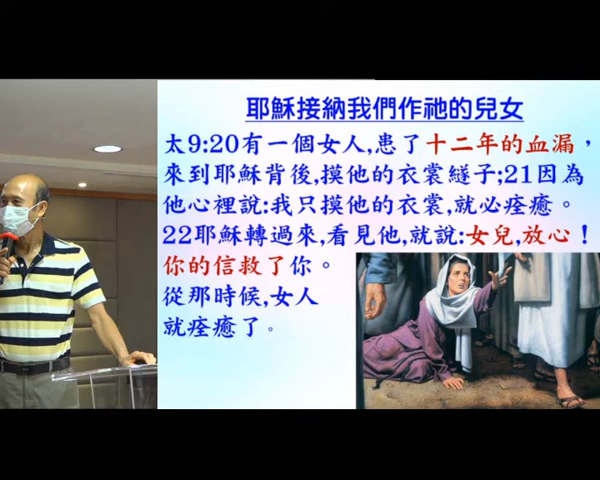 耶穌接納我們作祂的兒女
太9:20有一個女人,患了十二年的血漏,
來到耶穌背後,摸他的衣裳繸子;21因為
他心裡說:我只摸他的衣裳,就必痊癒。
22耶穌轉過來,看見他,就說:女兒,放心!
你的信救了你。
從那時候,女人
就痊癒了。